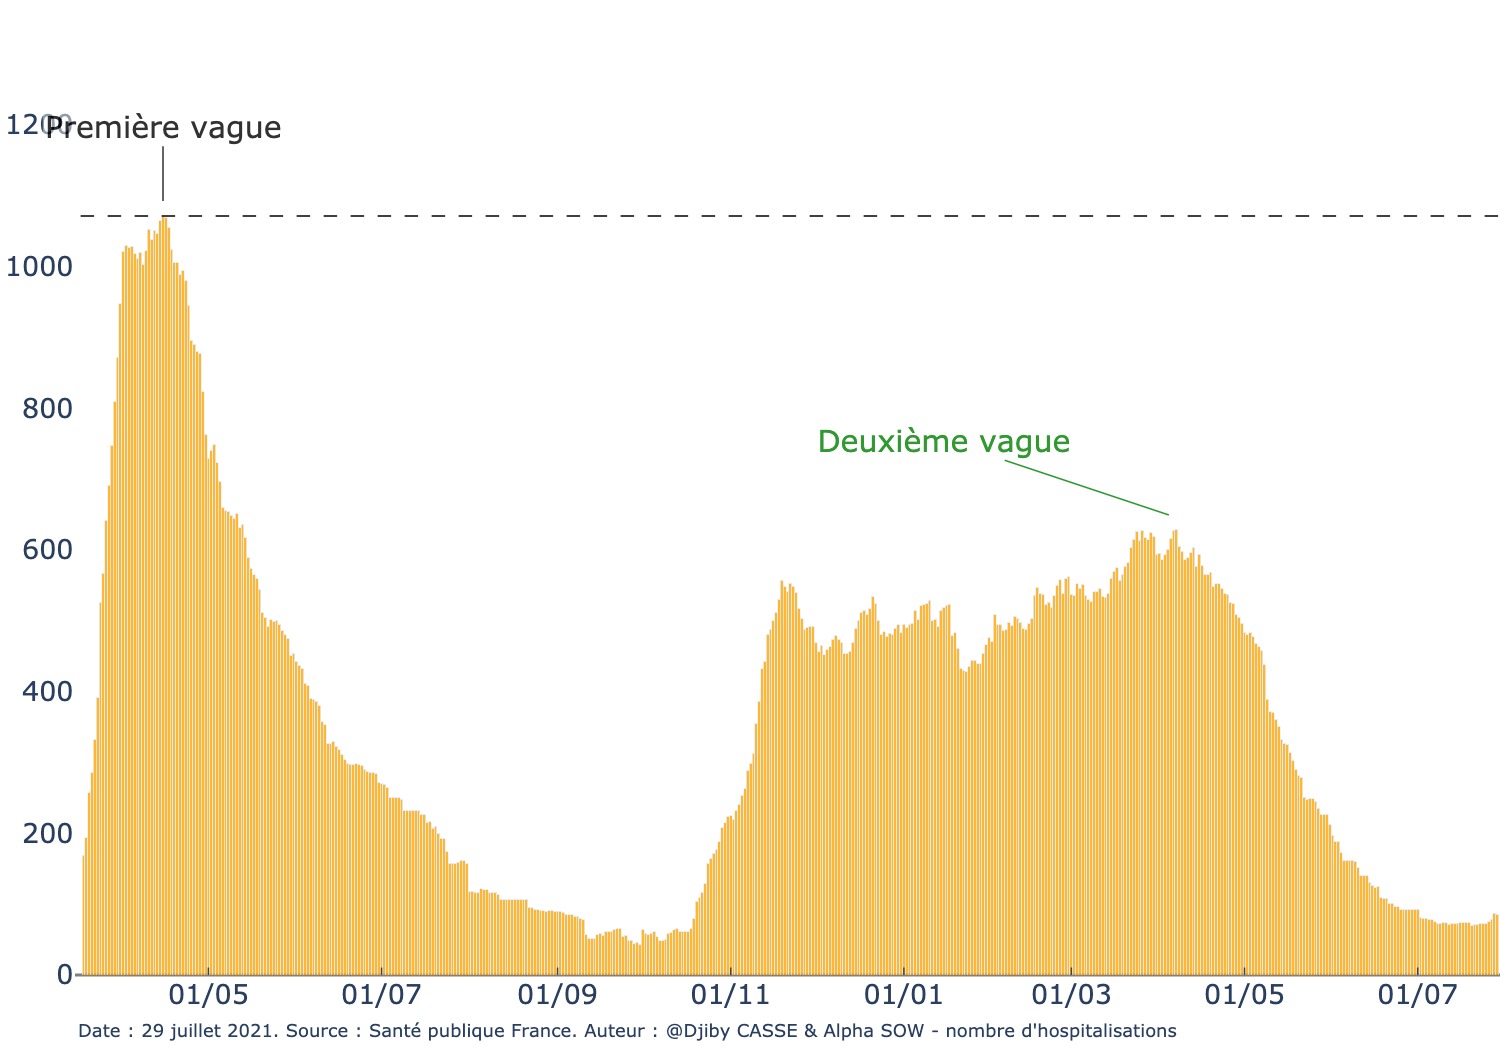 1200
Première vague
1000
800
Deuxième vague
600
400
200
0
01/05 01/07 01/09 01/11 01/01 01/03 01/05 01/07
Date : 29 juillet 2021. Source : Santé publique France. Auteur : @Djiby CASSE & Alpha SOW - nombre d'hospitalisations